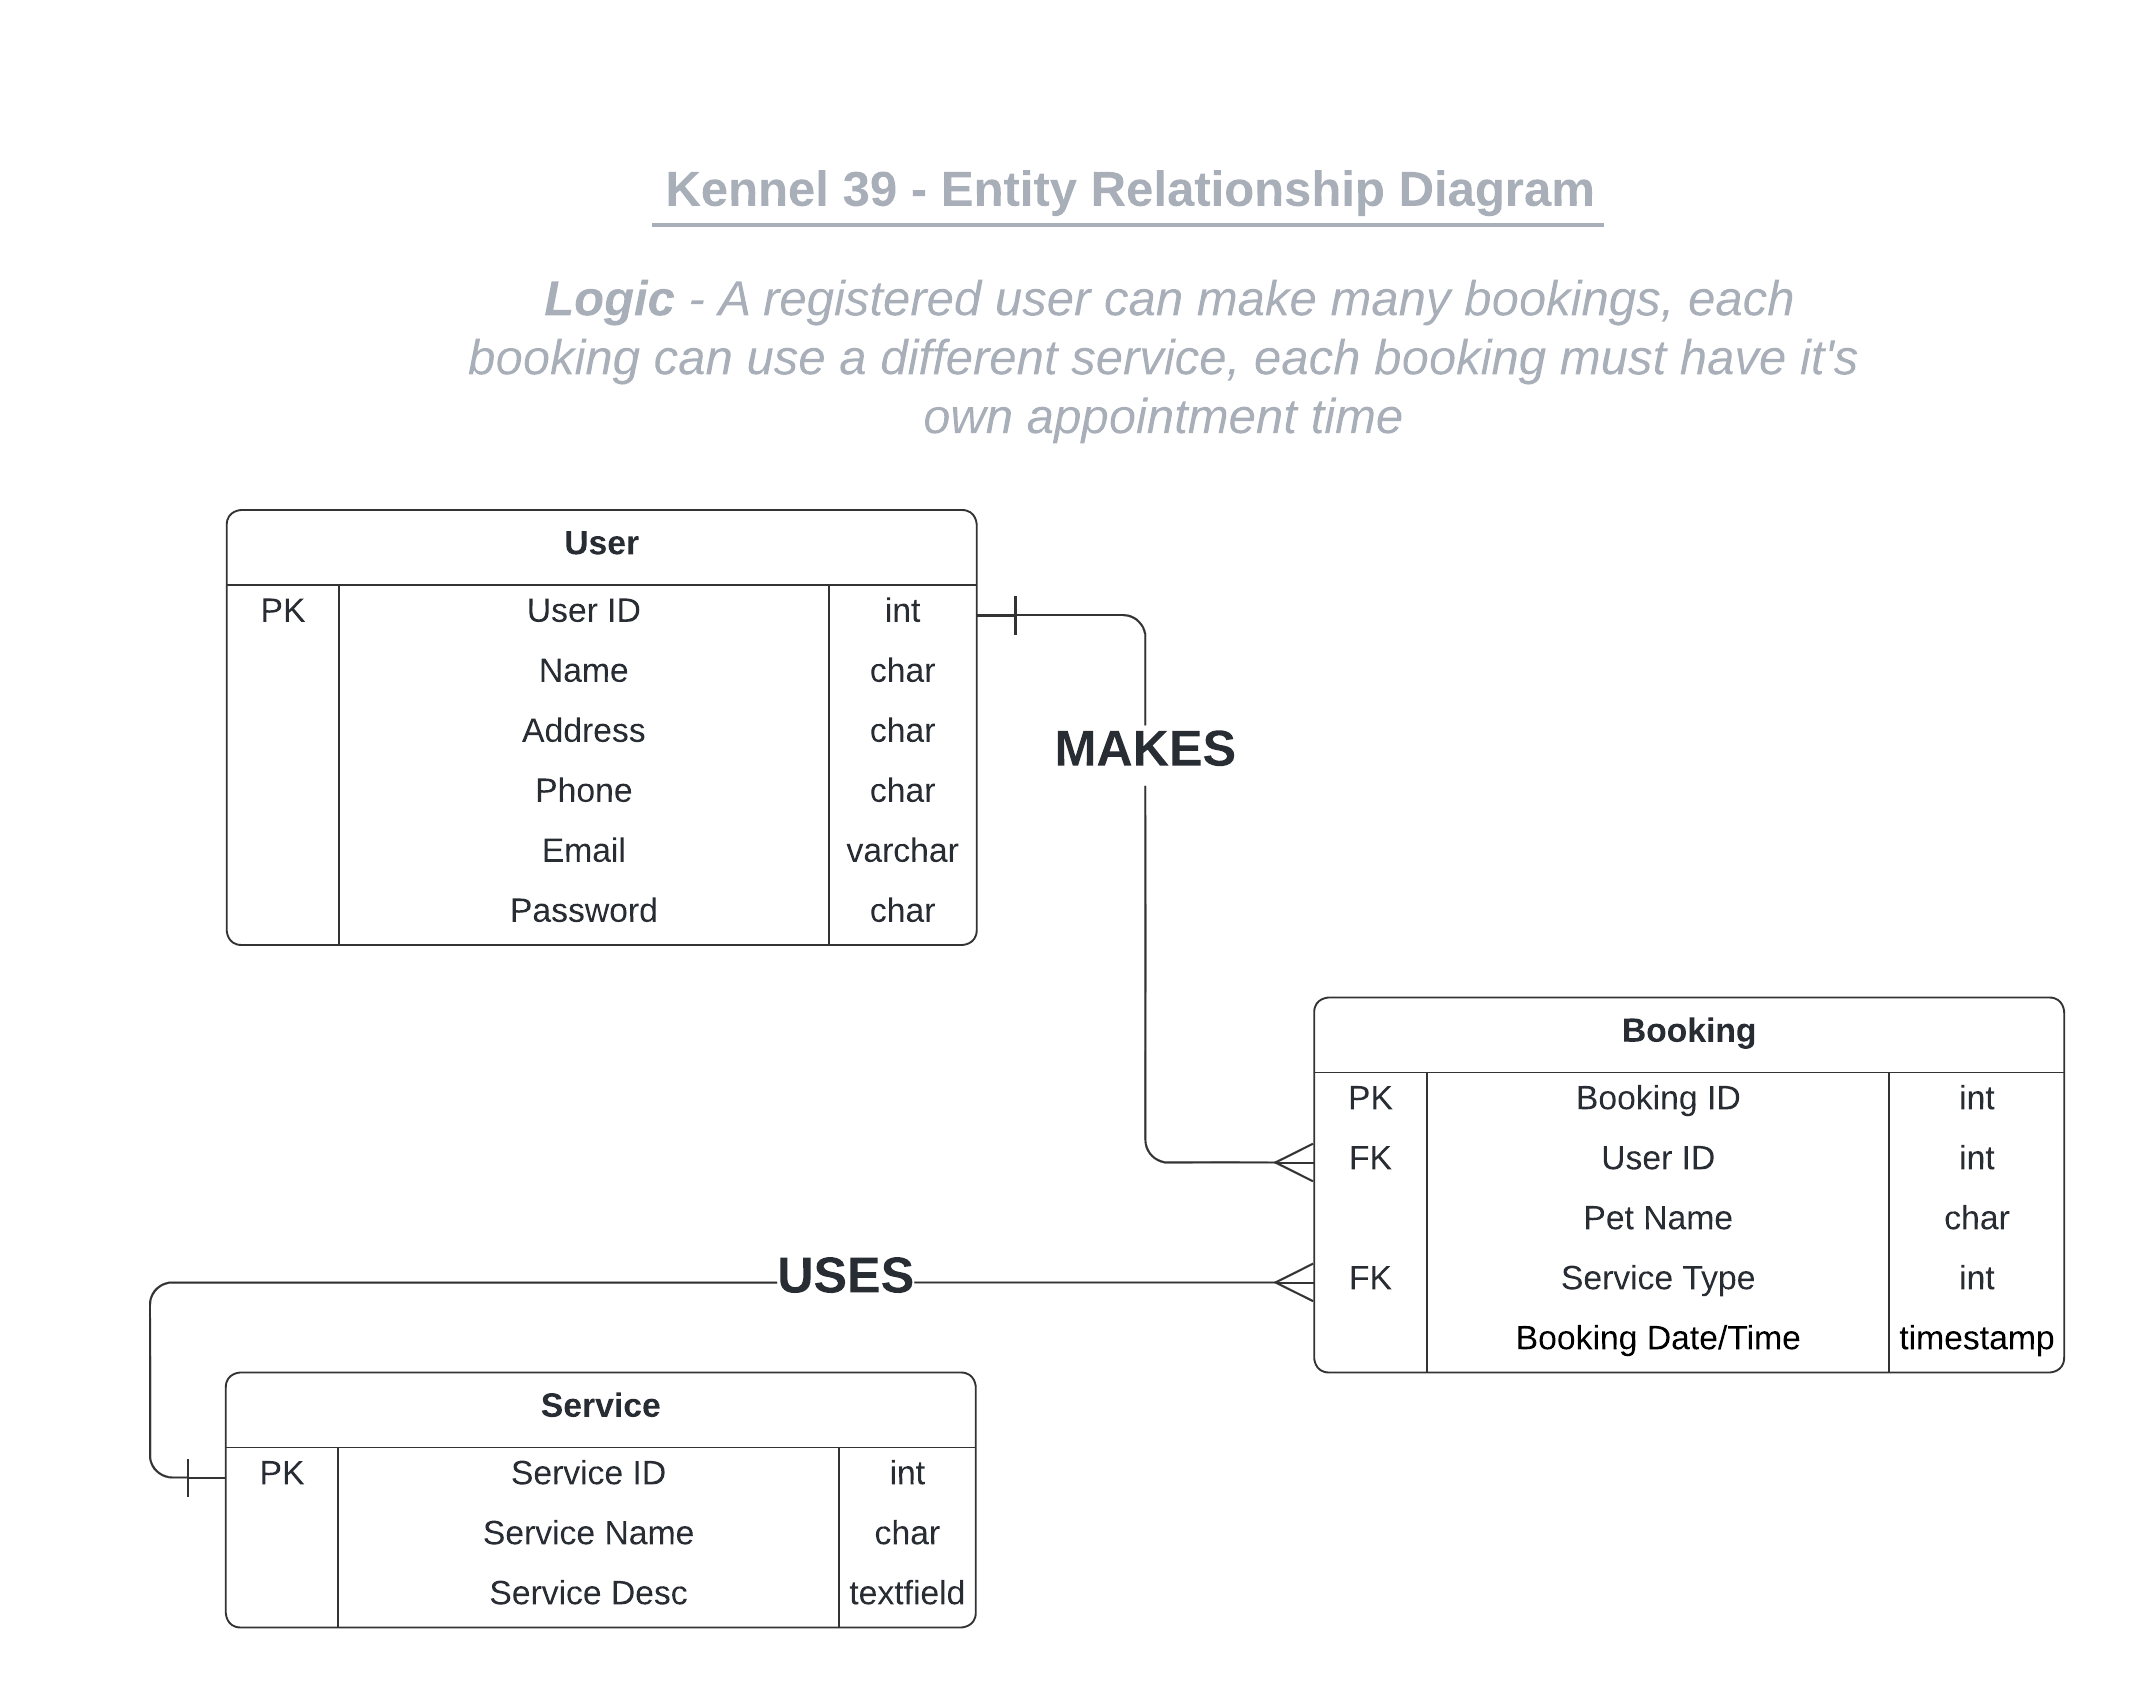 Kennel 39 - Entity Relationship Diagram
Logic - A registered user can make many bookings, each
booking can use a different service, each booking must have it's
own appointment time
User
PK User ID int
Name char
Address char
Phone char
Email varchar
Password char
MAKES
Booking
PK Booking ID int
FK User ID int
Pet Name char
FK Service Type int
Booking Date/Time timestamp
USES
Service
PK Service ID int
Service Name char
Service Desc textfield